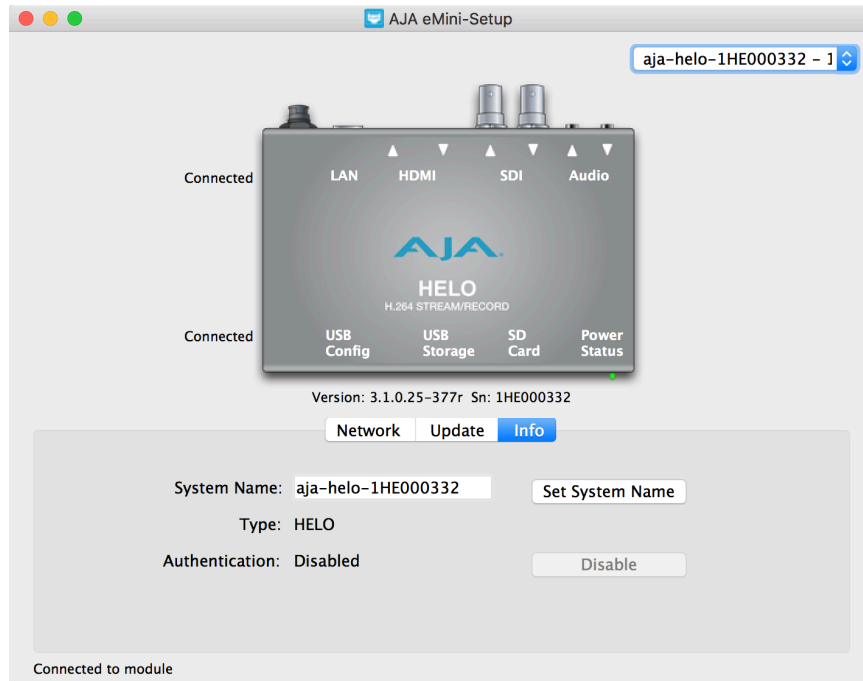 AJA eMini-Setup
aja-helo-1HE000332 - 1
Connected
LAN HDMI SDI Audio
AJA
HELO
H.264 STREAM/RECORD
Connected
USB Config
USB Storage
SD Card
Power Status
Version: 3.1.0.25-377r Sn: 1HE000332
Network Update Info
System Name: aja-helo-1HE000332 Set System Name
Type: HELO
Authentication: Disabled Disable
Connected to module